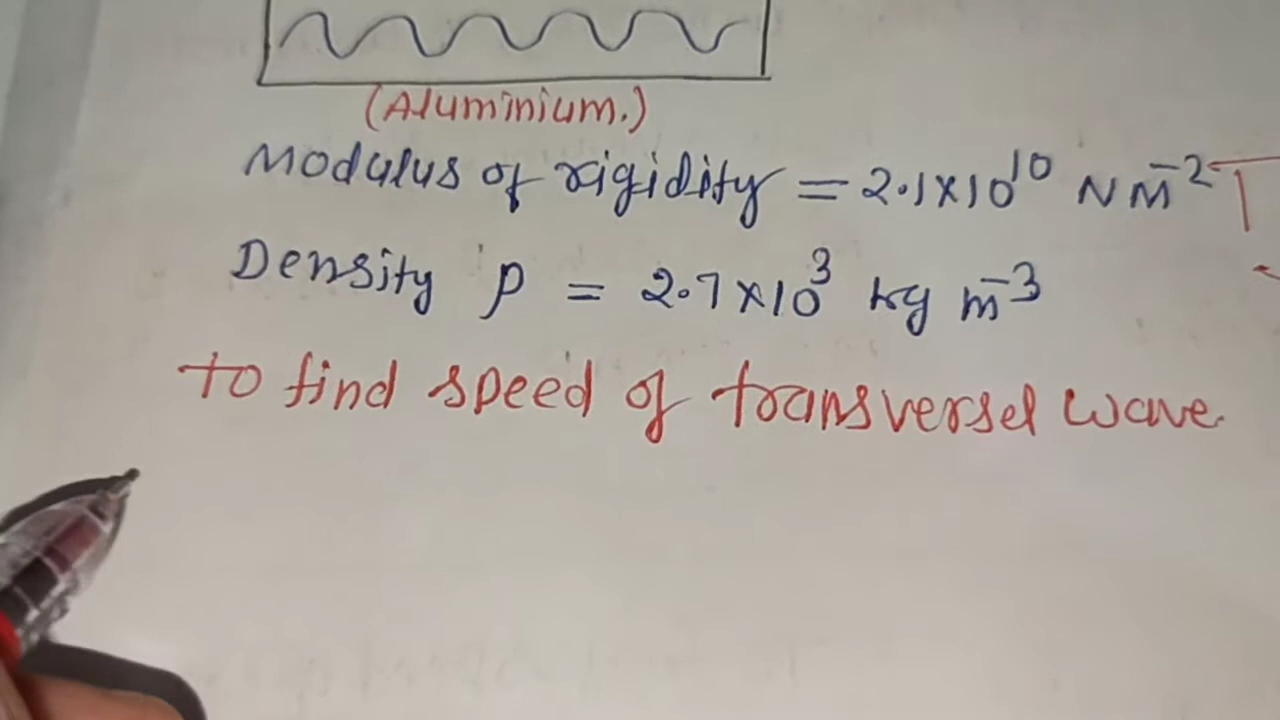 (Aluminium.)
Modulus of rigidity = 2.1×10¹⁰ N m⁻²
Density ρ = 2.7×10³ kg m⁻³
to find speed of transversel wave